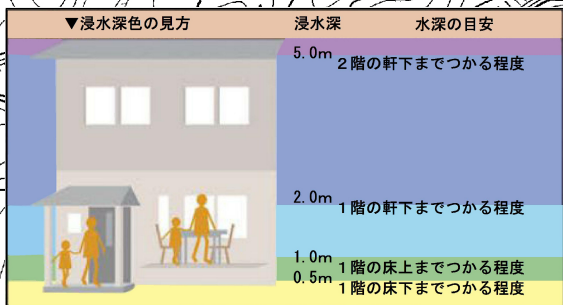 ▼浸水深色の見方 浸水深 水深の目安
5.0m
2階の軒下までつかる程度
2.0m
1階の軒下までつかる程度
1.0m
1階の床上までつかる程度
0.5m
1階の床下までつかる程度